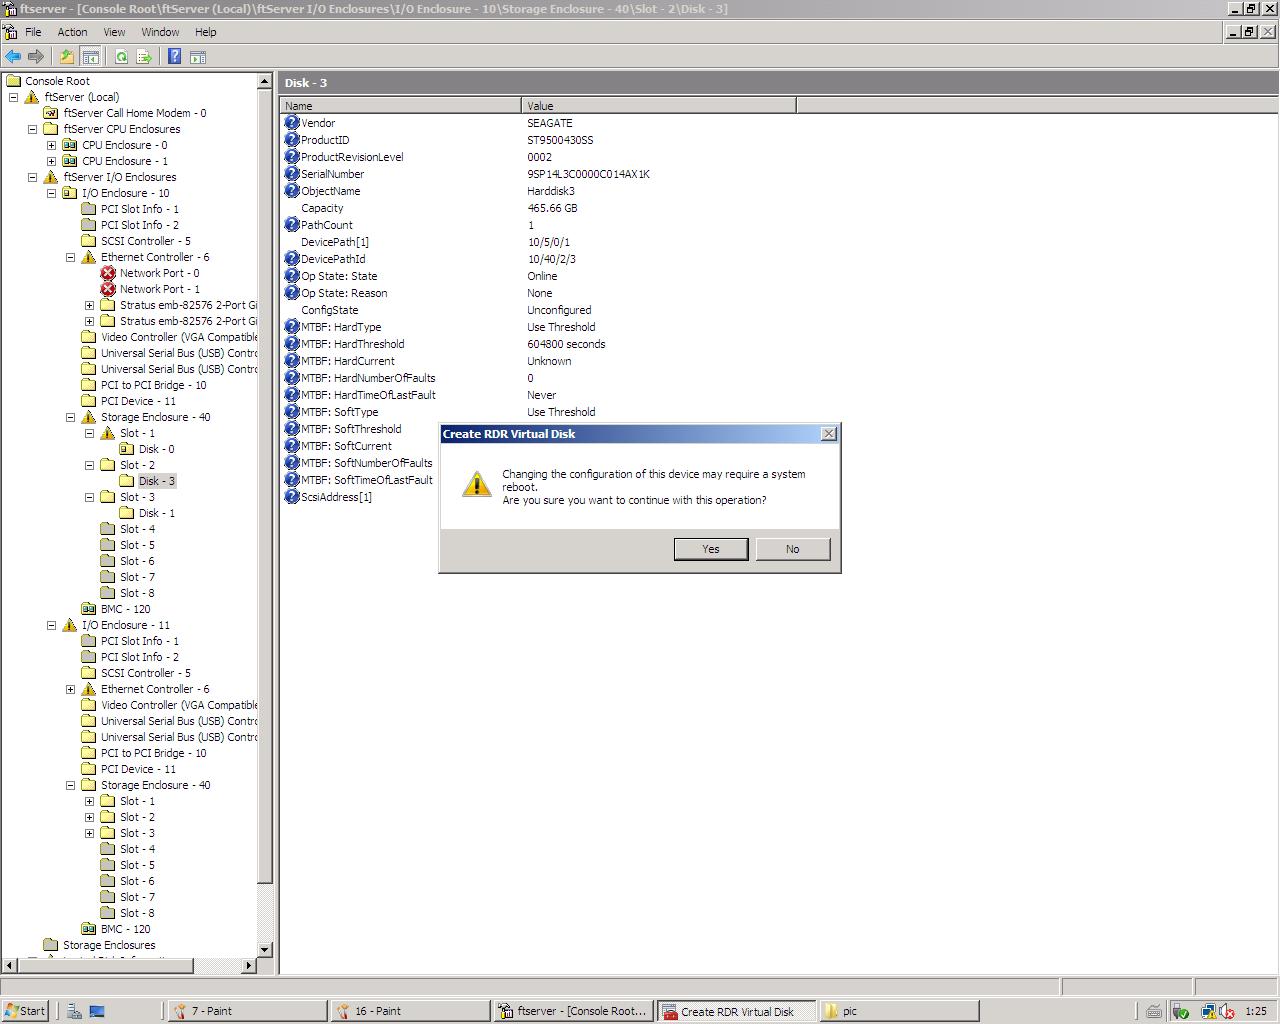 ftserver - [Console Root\ftServer (Local)\ftServer I/O Enclosures\I/O Enclosure - 10\Storage Enclosure - 40\Slot - 2\Disk - 3]
File Action View Window Help
Console Root
ftServer (Local)
ftServer Call Home Modem - 0
ftServer CPU Enclosures
CPU Enclosure - 0
CPU Enclosure - 1
ftServer I/O Enclosures
I/O Enclosure - 10
PCI Slot Info - 1
PCI Slot Info - 2
SCSI Controller - 5
Ethernet Controller - 6
Network Port - 0
Network Port - 1
Stratus emb-82576 2-Port Gi
Stratus emb-82576 2-Port Gi
Video Controller (VGA Compatible
Universal Serial Bus (USB) Contro
Universal Serial Bus (USB) Contro
PCI to PCI Bridge - 10
PCI Device - 11
Storage Enclosure - 40
Slot - 1
Disk - 0
Slot - 2
Disk - 3
Slot - 3
Disk - 1
Slot - 4
Slot - 5
Slot - 6
Slot - 7
Slot - 8
BMC - 120
I/O Enclosure - 11
PCI Slot Info - 1
PCI Slot Info - 2
SCSI Controller - 5
Ethernet Controller - 6
Video Controller (VGA Compatible
Universal Serial Bus (USB) Contro
Universal Serial Bus (USB) Contro
PCI to PCI Bridge - 10
PCI Device - 11
Storage Enclosure - 40
Slot - 1
Slot - 2
Slot - 3
Slot - 4
Slot - 5
Slot - 6
Slot - 7
Slot - 8
BMC - 120
Storage Enclosures
Disk - 3
Name Value
Vendor SEAGATE
ProductID ST9500430SS
ProductRevisionLevel 0002
SerialNumber 9SP14L3C0000C014AX1K
ObjectName Harddisk3
Capacity 465.66 GB
PathCount 1
DevicePath[1] 10/5/0/1
DevicePathId 10/40/2/3
Op State: State Online
Op State: Reason None
ConfigState Unconfigured
MTBF: HardType Use Threshold
MTBF: HardThreshold 604800 seconds
MTBF: HardCurrent Unknown
MTBF: HardNumberOfFaults 0
MTBF: HardTimeOfLastFault Never
MTBF: SoftType Use Threshold
MTBF: SoftThreshold
MTBF: SoftCurrent
MTBF: SoftNumberOfFaults
MTBF: SoftTimeOfLastFault
ScsiAddress[1]
Create RDR Virtual Disk
Changing the configuration of this device may require a system
reboot.
Are you sure you want to continue with this operation?
Yes No
Start 7 - Paint 16 - Paint ftserver - [Console Root... Create RDR Virtual Disk pic 1:25